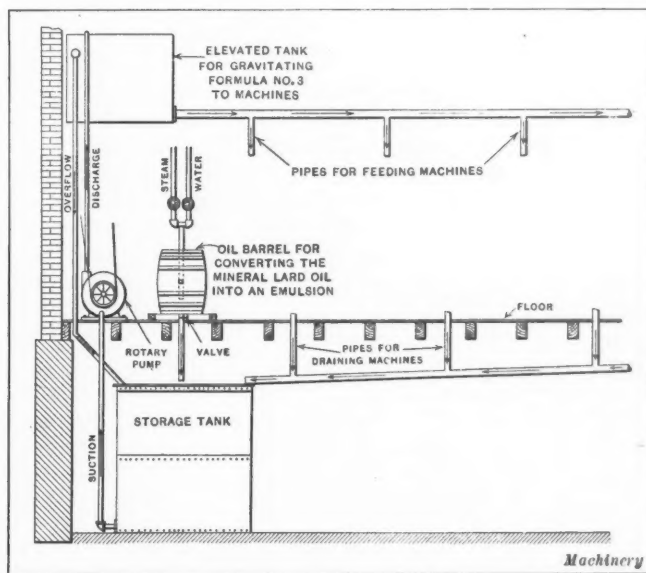 ELEVATED TANK
FOR GRAVITATING
FORMULA NO. 3
TO MACHINES
PIPES FOR FEEDING MACHINES
OVERFLOW
DISCHARGE
STEAM
WATER
OIL BARREL FOR
CONVERTING THE
MINERAL LARD OIL
INTO AN EMULSION
FLOOR
ROTARY
PUMP
VALVE
PIPES FOR
DRAINING MACHINES
STORAGE TANK
SUCTION
Machinery